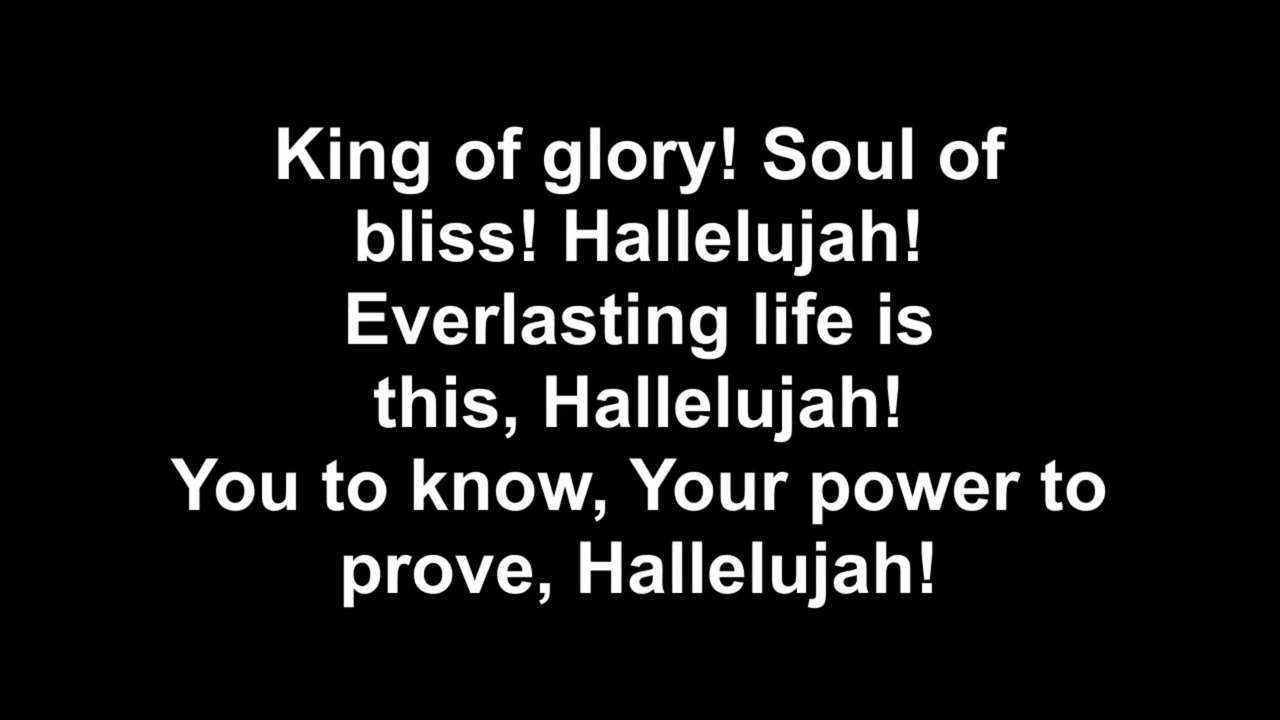 King of glory! Soul of
bliss! Hallelujah!
Everlasting life is
this, Hallelujah!
You to know, Your power to
prove, Hallelujah!